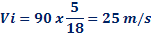 Vi = 90 x 5/18 = 25 m/s